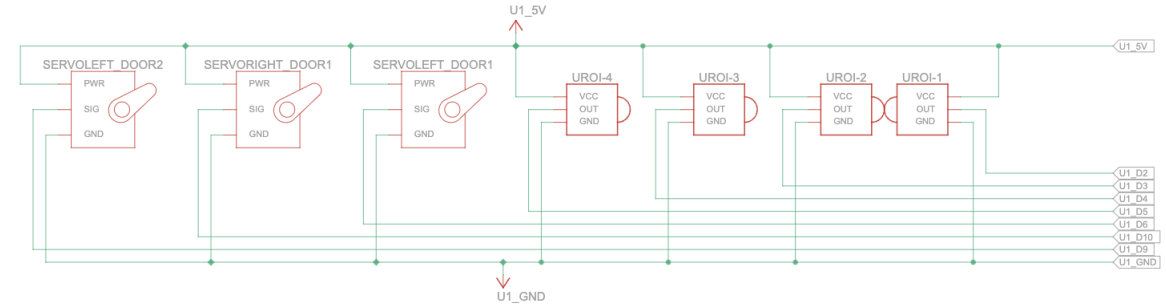 U1_5V
U1_5V
SERVOLEFT_DOOR2
SERVORIGHT_DOOR1
SERVOLEFT_DOOR1
UROI-4
UROI-3
UROI-2
UROI-1
PWR
SIG
GND
PWR
SIG
GND
PWR
SIG
GND
VCC
OUT
GND
VCC
OUT
GND
VCC
OUT
GND
VCC
OUT
GND
U1_D2
U1_D3
U1_D4
U1_D5
U1_D6
U1_D10
U1_D9
U1_GND
U1_GND